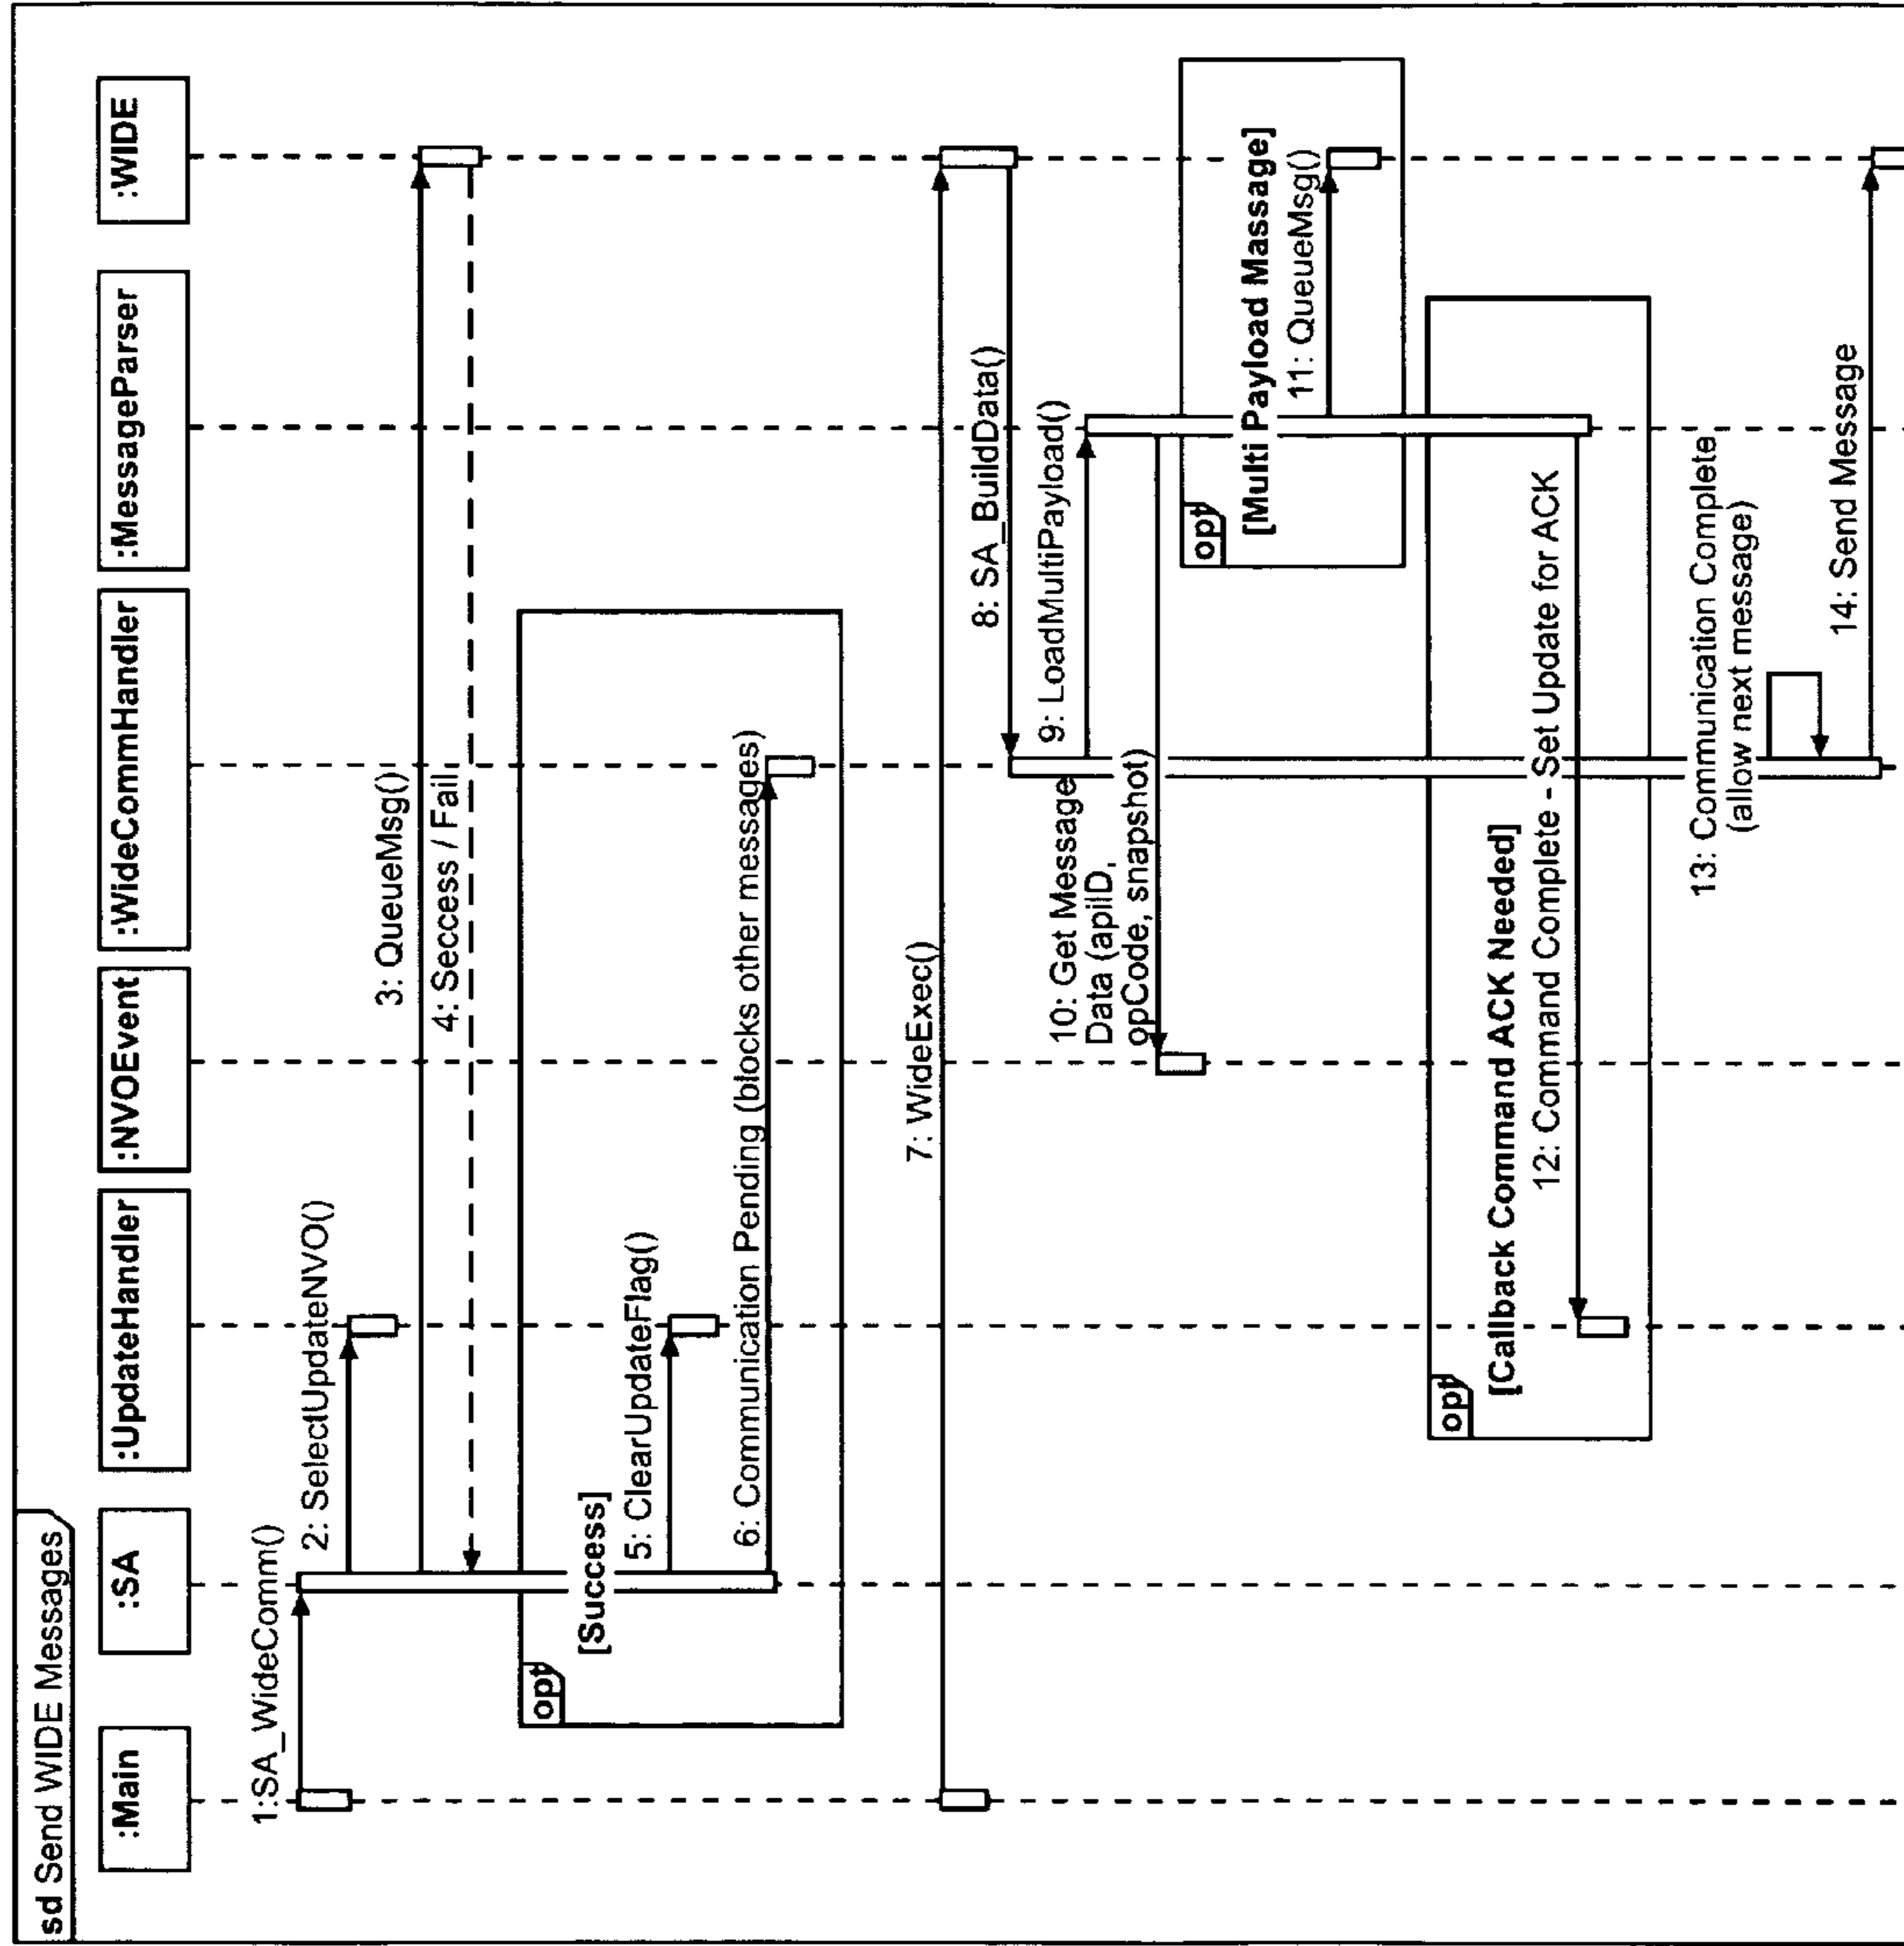 sd Send WIDE Messages
:Main
:SA
:UpdateHandler
:NVOEvent
:WideCommHandler
:MessageParser
:WIDE
1:SA_WideComm()
2: SelectUpdateNVO()
3: QueueMsg()
4: Seccess / Fail
opt
[Success]
5: ClearUpdateFlag()
6: Communication Pending (blocks other messages)
7: WideExec()
8: SA_BuildData()
9: LoadMultiPayload()
10: Get Message
Data (apiID,
opCode, snapshot)
opt
[Multi Payload Massage]
11: QueueMsg()
opt
[Callback Command ACK Needed]
12: Command Complete - Set Update for ACK
13: Communication Complete
(allow next message)
14: Send Message